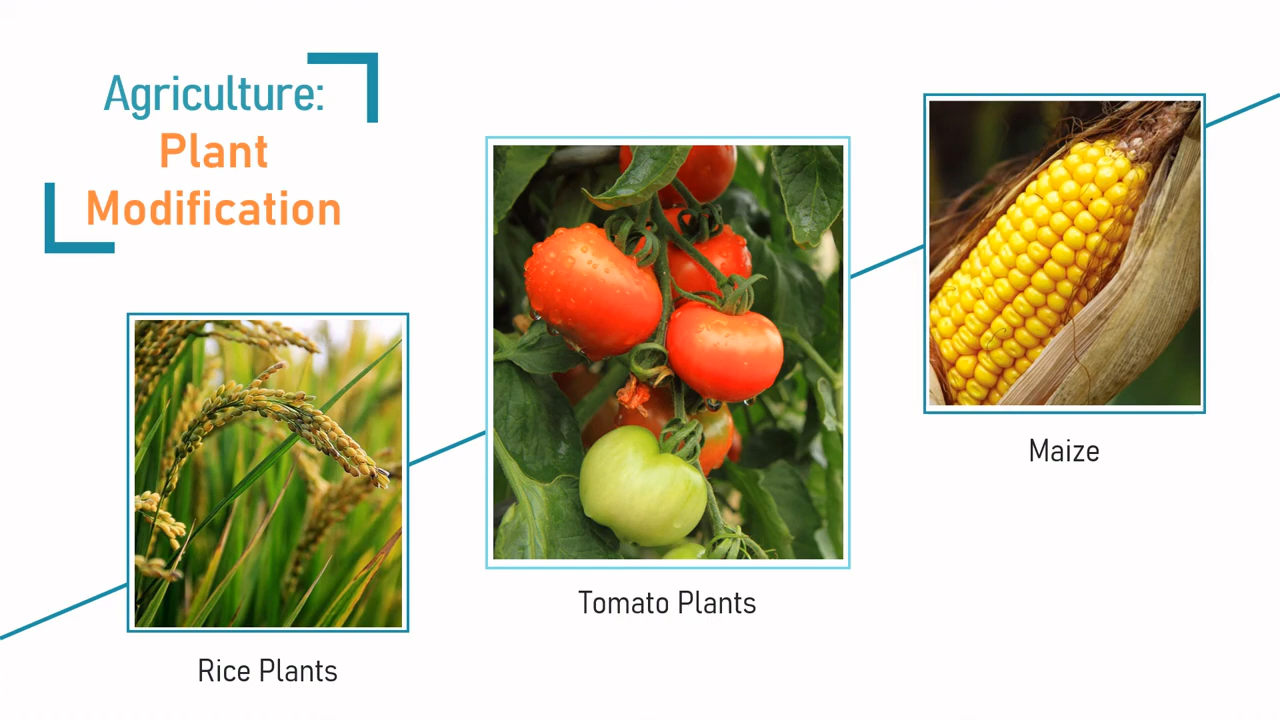 Agriculture:
Plant
Modification
Rice Plants
Tomato Plants
Maize